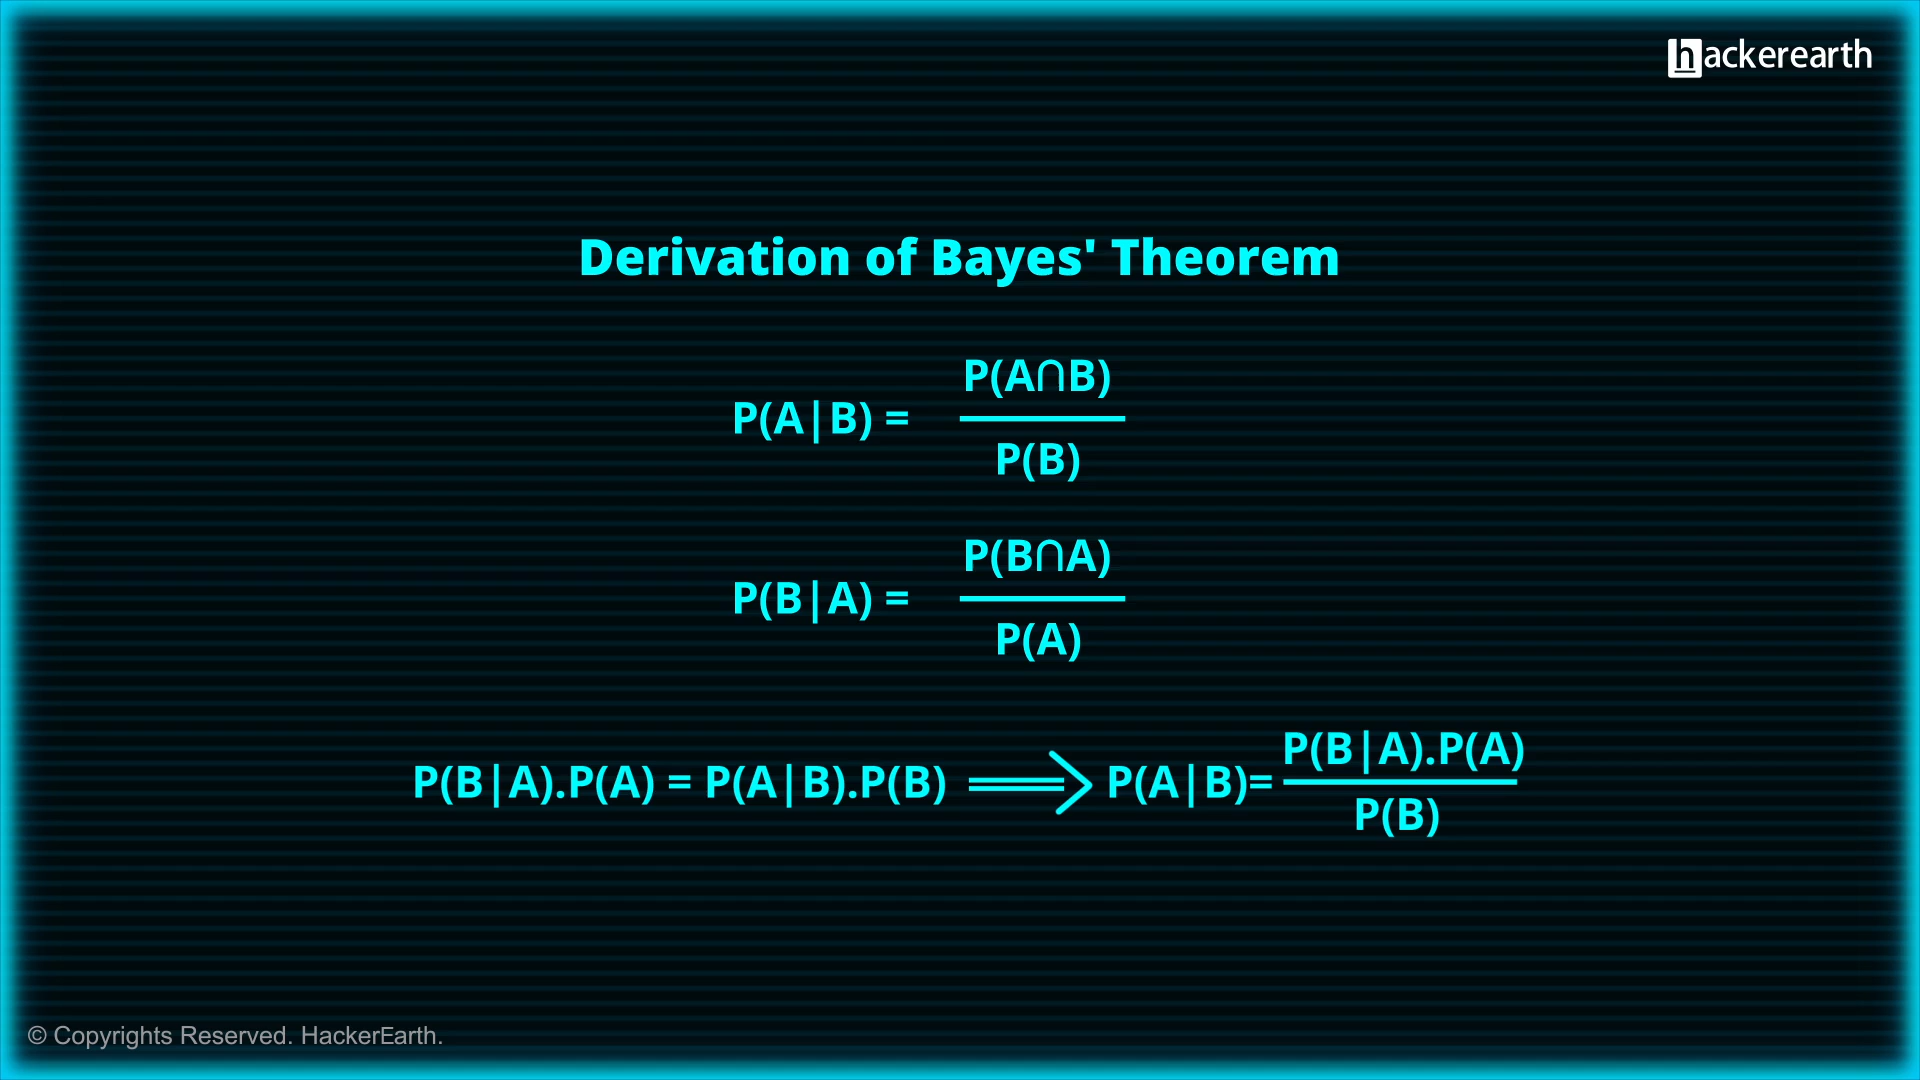 hackerearth
Derivation of Bayes' Theorem
P(A|B) = P(A∩B) / P(B)
P(B|A) = P(B∩A) / P(A)
P(B|A).P(A) = P(A|B).P(B) ⟹ P(A|B)= P(B|A).P(A) / P(B)
© Copyrights Reserved. HackerEarth.